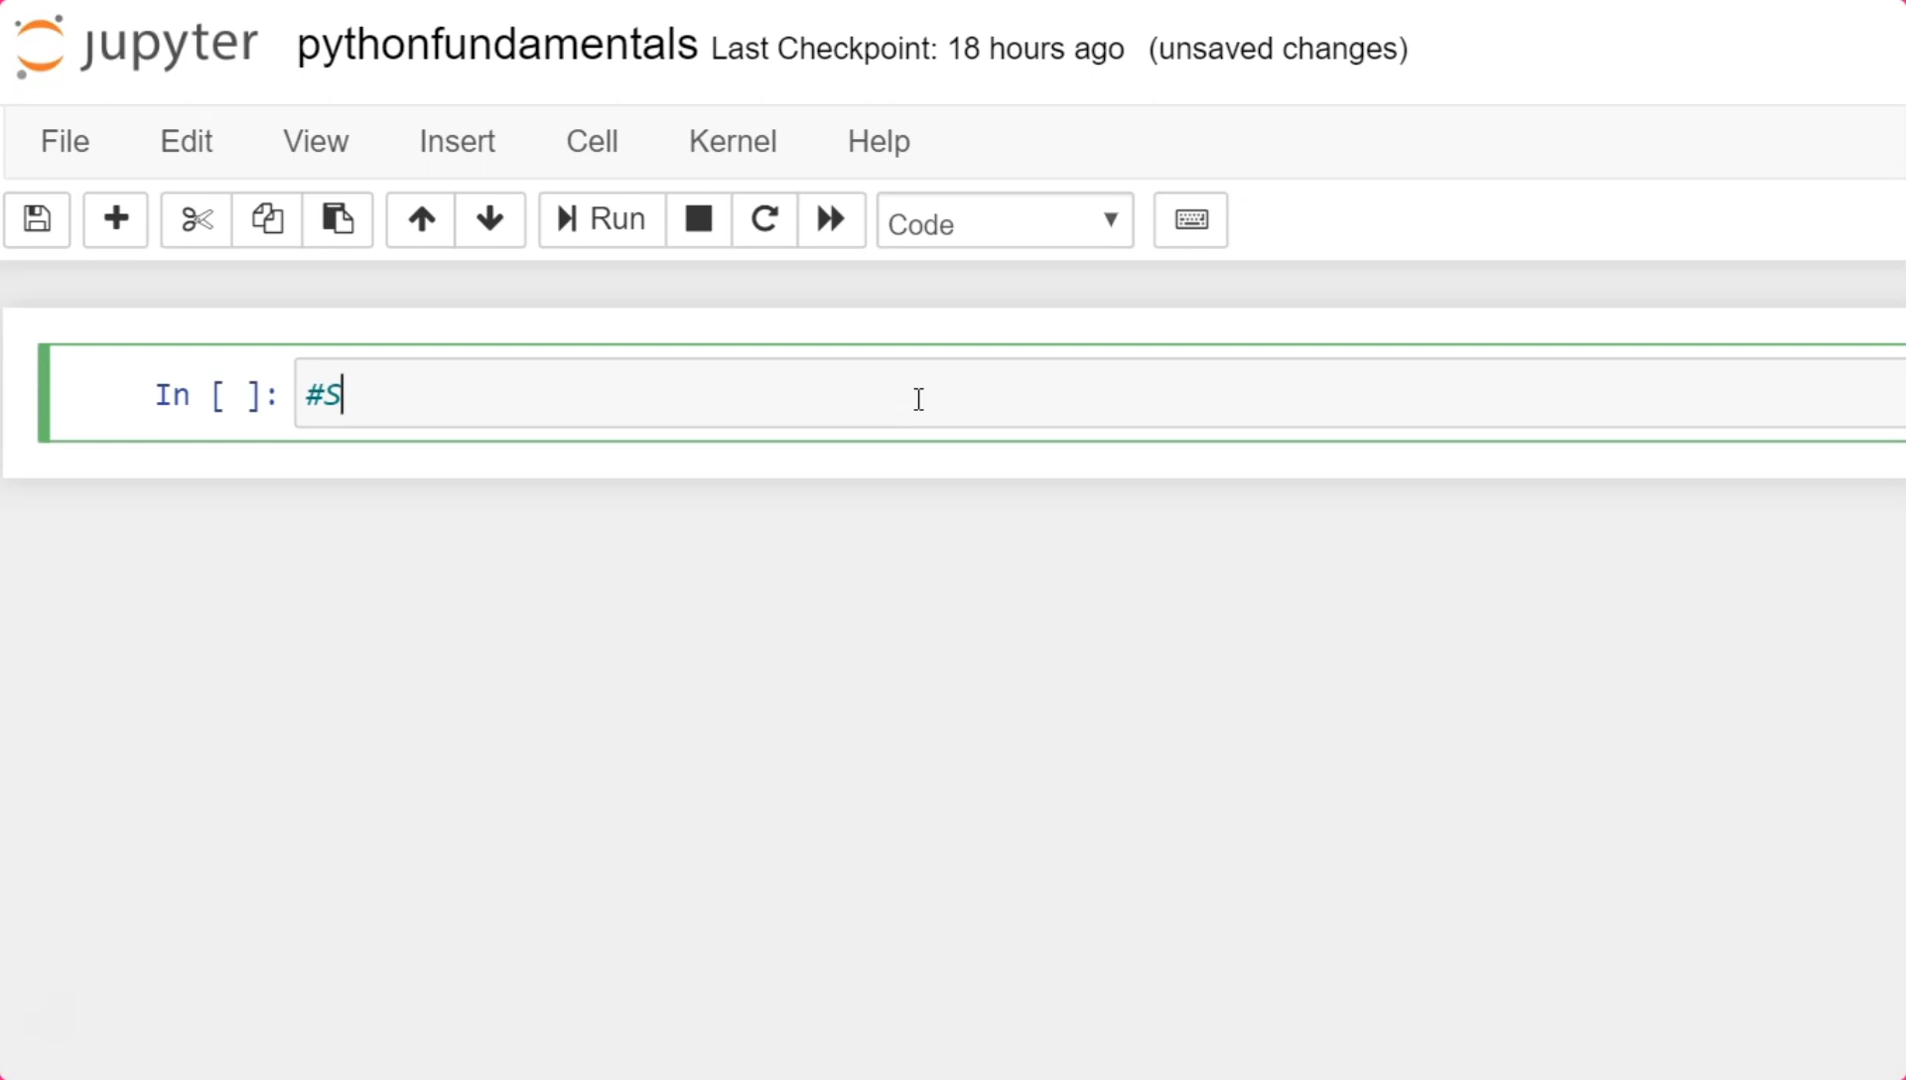 jupyter pythonfundamentals Last Checkpoint: 18 hours ago (unsaved changes)
File Edit View Insert Cell Kernel Help
Run Code
In [ ]: #S